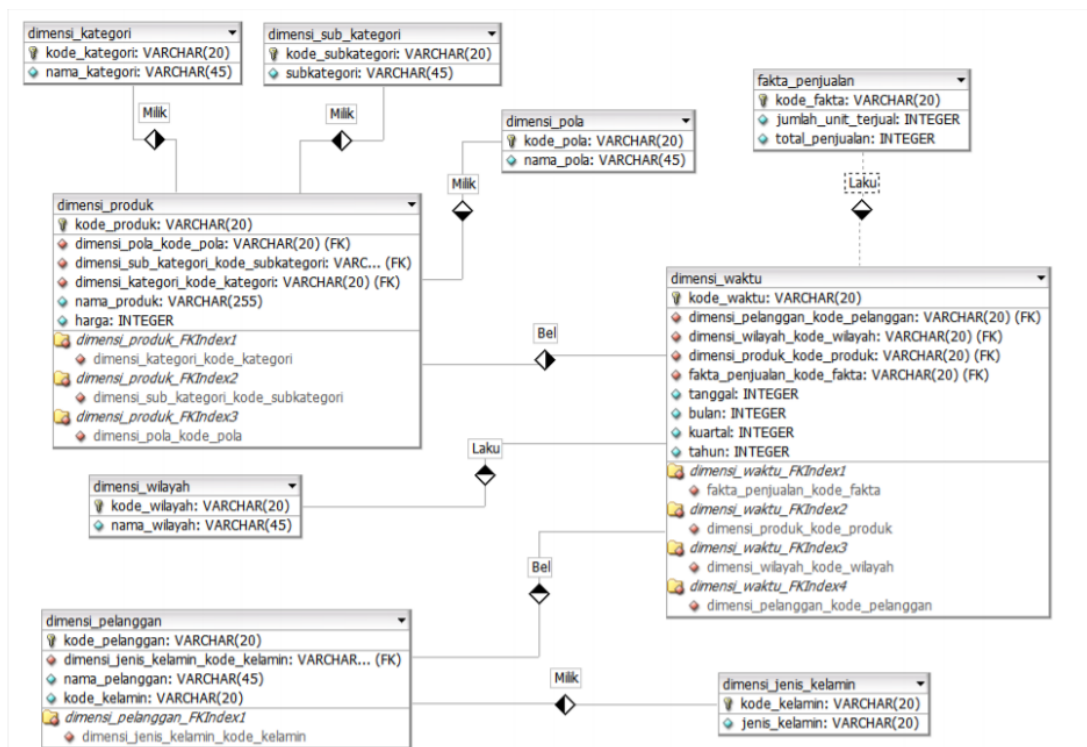 dimensi_kategori
kode_kategori: VARCHAR(20)
nama_kategori: VARCHAR(45)
dimensi_sub_kategori
kode_subkategori: VARCHAR(20)
subkategori: VARCHAR(45)
Milik
Milik
dimensi_pola
kode_pola: VARCHAR(20)
nama_pola: VARCHAR(45)
Milik
fakta_penjualan
kode_fakta: VARCHAR(20)
jumlah_unit_terjual: INTEGER
total_penjualan: INTEGER
Laku
dimensi_produk
kode_produk: VARCHAR(20)
dimensi_pola_kode_pola: VARCHAR(20) (FK)
dimensi_sub_kategori_kode_subkategori: VARC... (FK)
dimensi_kategori_kode_kategori: VARCHAR(20) (FK)
nama_produk: VARCHAR(255)
harga: INTEGER
dimensi_produk_FKIndex1
dimensi_kategori_kode_kategori
dimensi_produk_FKIndex2
dimensi_sub_kategori_kode_subkategori
dimensi_produk_FKIndex3
dimensi_pola_kode_pola
Bel
dimensi_waktu
kode_waktu: VARCHAR(20)
dimensi_pelanggan_kode_pelanggan: VARCHAR(20) (FK)
dimensi_wilayah_kode_wilayah: VARCHAR(20) (FK)
dimensi_produk_kode_produk: VARCHAR(20) (FK)
fakta_penjualan_kode_fakta: VARCHAR(20) (FK)
tanggal: INTEGER
bulan: INTEGER
kuartal: INTEGER
tahun: INTEGER
dimensi_waktu_FKIndex1
fakta_penjualan_kode_fakta
dimensi_waktu_FKIndex2
dimensi_produk_kode_produk
dimensi_waktu_FKIndex3
dimensi_wilayah_kode_wilayah
dimensi_waktu_FKIndex4
dimensi_pelanggan_kode_pelanggan
Laku
dimensi_wilayah
kode_wilayah: VARCHAR(20)
nama_wilayah: VARCHAR(45)
Bel
dimensi_pelanggan
kode_pelanggan: VARCHAR(20)
dimensi_jenis_kelamin_kode_kelamin: VARCHAR... (FK)
nama_pelanggan: VARCHAR(45)
kode_kelamin: VARCHAR(20)
dimensi_pelanggan_FKIndex1
dimensi_jenis_kelamin_kode_kelamin
Milik
dimensi_jenis_kelamin
kode_kelamin: VARCHAR(20)
jenis_kelamin: VARCHAR(20)